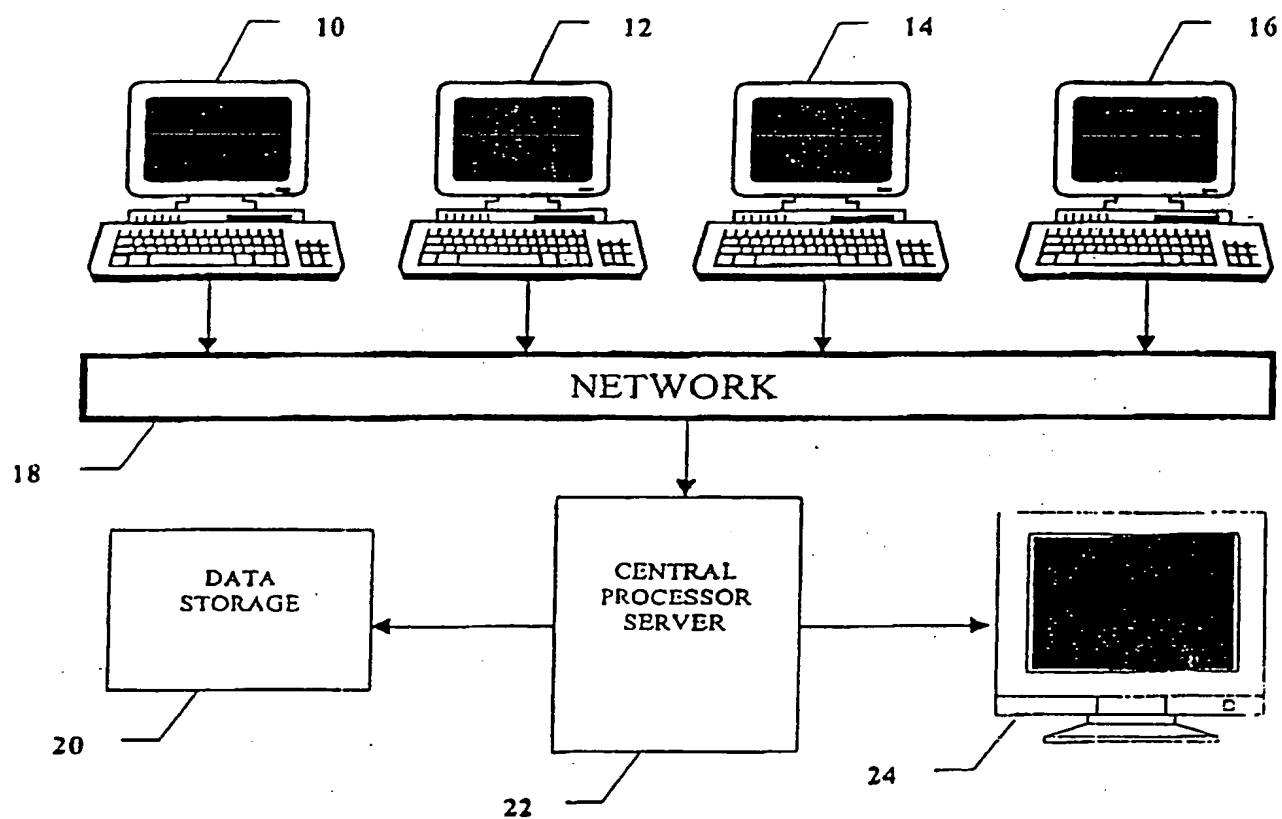 10
12
14
16
NETWORK
18
DATA
STORAGE
CENTRAL
PROCESSOR
SERVER
20
22
24